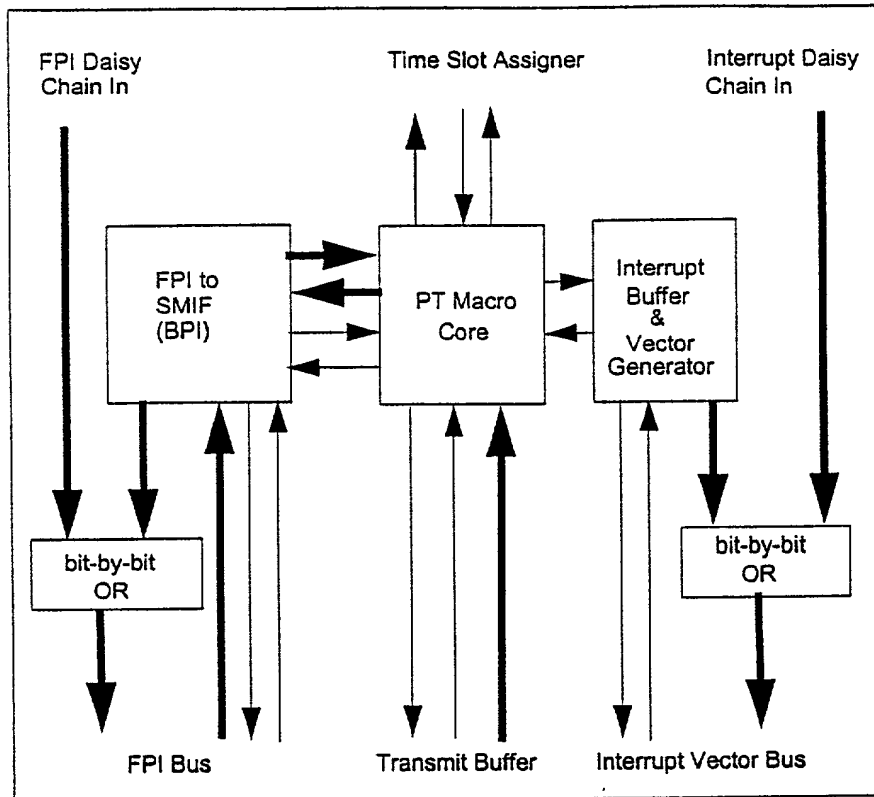 FPI Daisy
Chain In
Time Slot Assigner
Interrupt Daisy
Chain In
FPI to
SMIF
(BPI)
PT Macro
Core
Interrupt
Buffer
&
Vector
Generator
bit-by-bit
OR
bit-by-bit
OR
FPI Bus
Transmit Buffer
Interrupt Vector Bus